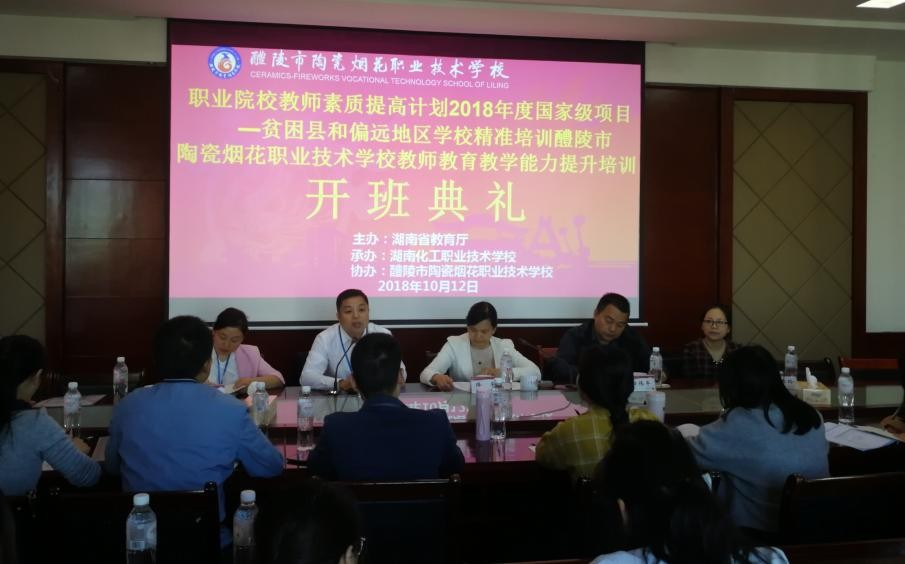 醴陵市陶瓷烟花职业技术学校
CERAMICS-FIREWORKS VOCATIONAL TECHNOLOGY SCHOOL OF LILING
职业院校教师素质提高计划2018年度国家级项目
—贫困县和偏远地区学校精准培训醴陵市
陶瓷烟花职业技术学校教师教育教学能力提升培训
开班典礼
主办：湖南省教育厅
承办：湖南化工职业技术学校
协办：醴陵市陶瓷烟花职业技术学校
2018年10月12日